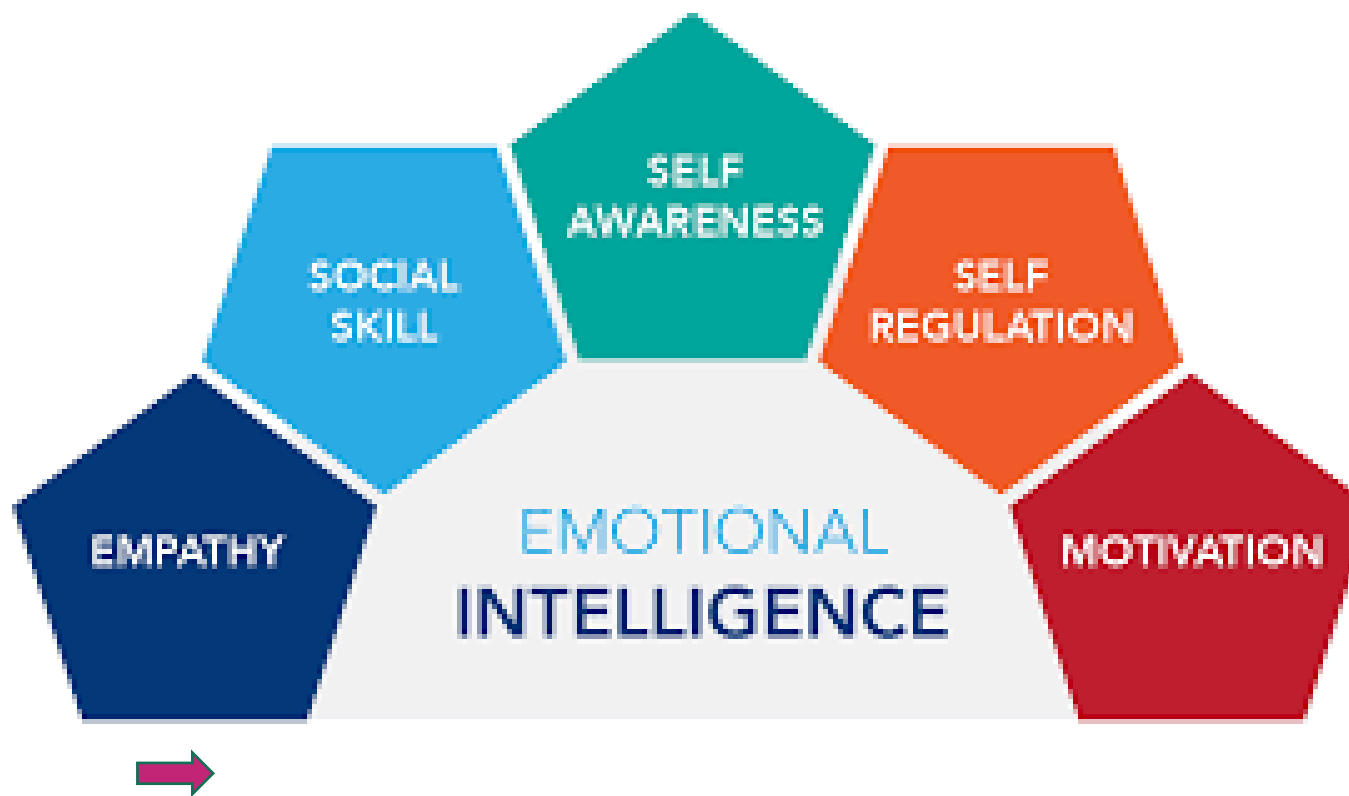 SELF
AWARENESS
SOCIAL
SKILL
SELF
REGULATION
EMPATHY
MOTIVATION
EMOTIONAL
INTELLIGENCE